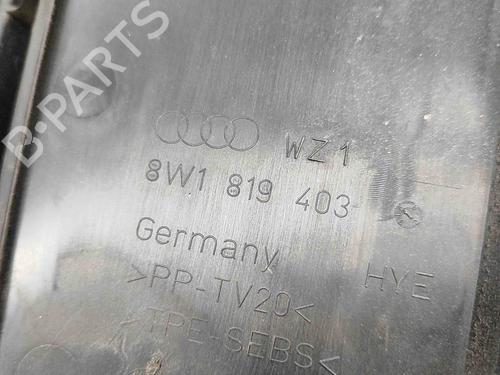 WZ 1
8W1 819 403
Germany
HYE
>PP-TV20<
>TPE-SEBS<
B-PARTS